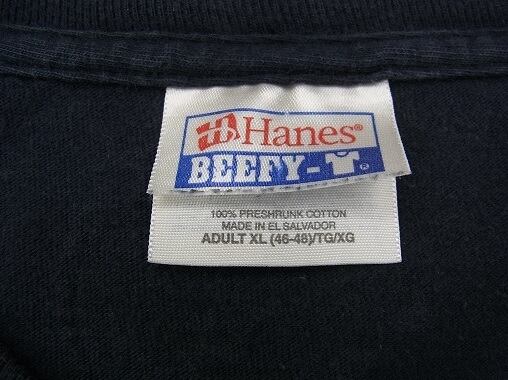 Hanes®
BEEFY-T®
100% PRESHRUNK COTTON
MADE IN EL SALVADOR
ADULT XL (46-48)/TG/XG